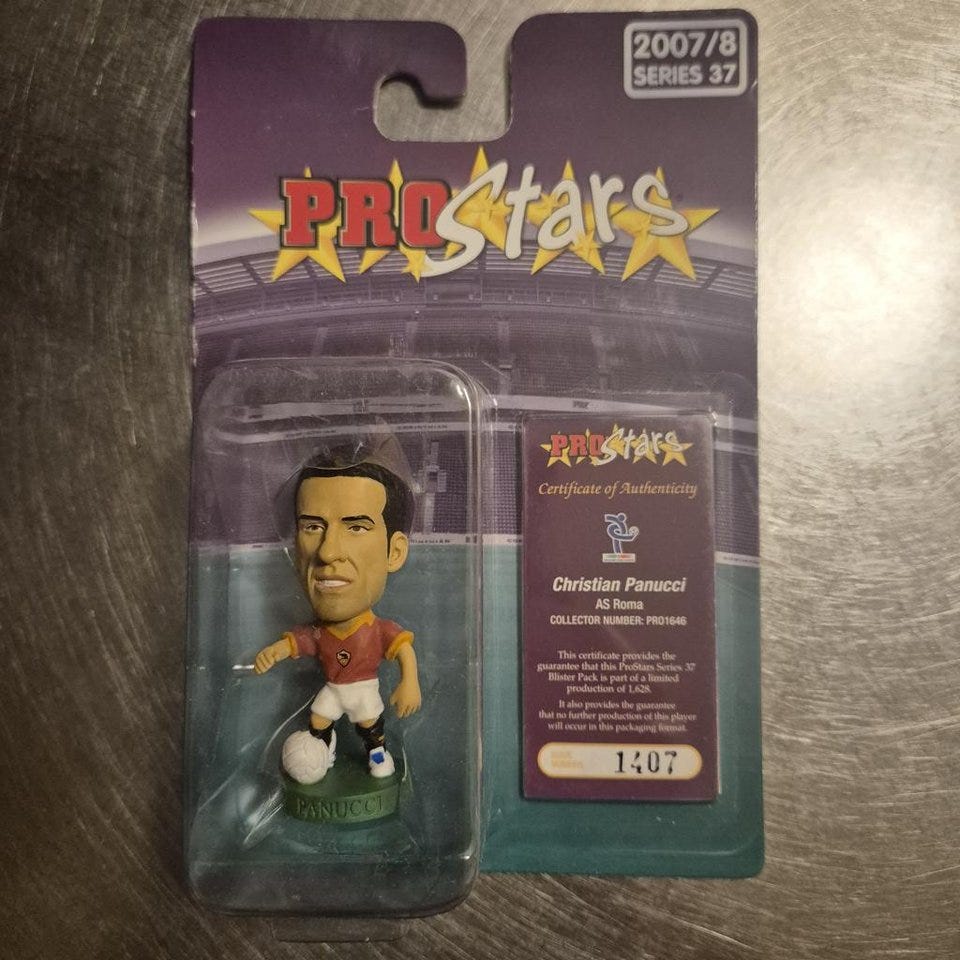 2007/8
SERIES 37
PROStars
PROStars
Certificate of Authenticity
Christian Panucci
AS Roma
COLLECTOR NUMBER: PRO1646
This certificate provides the
guarantee that this ProStars Series 37
Blister Pack is part of a limited
production of 1,628.
It also provides the guarantee
that no further production of this player
will occur in this packaging format.
1407
PANUCCI